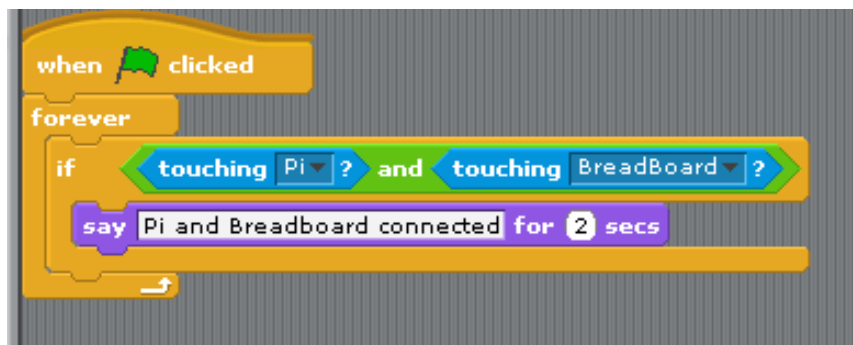 when clicked
forever
if touching Pi ? and touching BreadBoard ?
say Pi and Breadboard connected for 2 secs